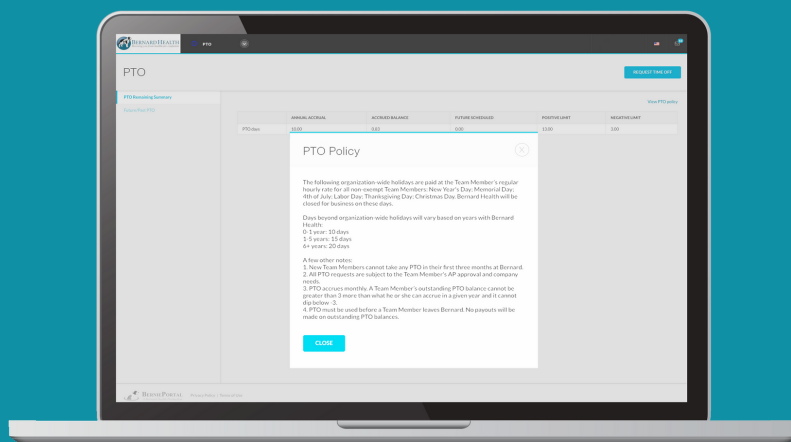 BERNARDHEALTH
PTO
PTO
REQUEST TIME OFF
PTO Remaining Summary
View PTO policy
ANNUAL ACCRUAL ACCRUED BALANCE FUTURE SCHEDULED POSITIVE LIMIT NEGATIVE LIMIT
PTO days 10.00 0.83 0.00 13.00 3.00
PTO Policy
The following organization-wide holidays are paid at the Team Member's regular
hourly rate for all non-exempt Team Members: New Year's Day; Memorial Day;
4th of July; Labor Day; Thanksgiving Day; Christmas Day. Bernard Health will be
closed for business on these days.
Days beyond organization-wide holidays will vary based on years with Bernard
Health:
0-1 year: 10 days
1-5 years: 15 days
6+ years: 20 days
A few other notes:
1. New Team Members cannot take any PTO in their first three months at Bernard.
2. All PTO requests are subject to the Team Member's AP approval and company
needs.
3. PTO accrues monthly. A Team Member's outstanding PTO balance cannot be
greater than 3 more than what he or she can accrue in a given year and it cannot
dip below -3.
4. PTO must be used before a Team Member leaves Bernard. No payouts will be
made on outstanding PTO balances.
CLOSE
BERNIEPORTAL Privacy Policy |